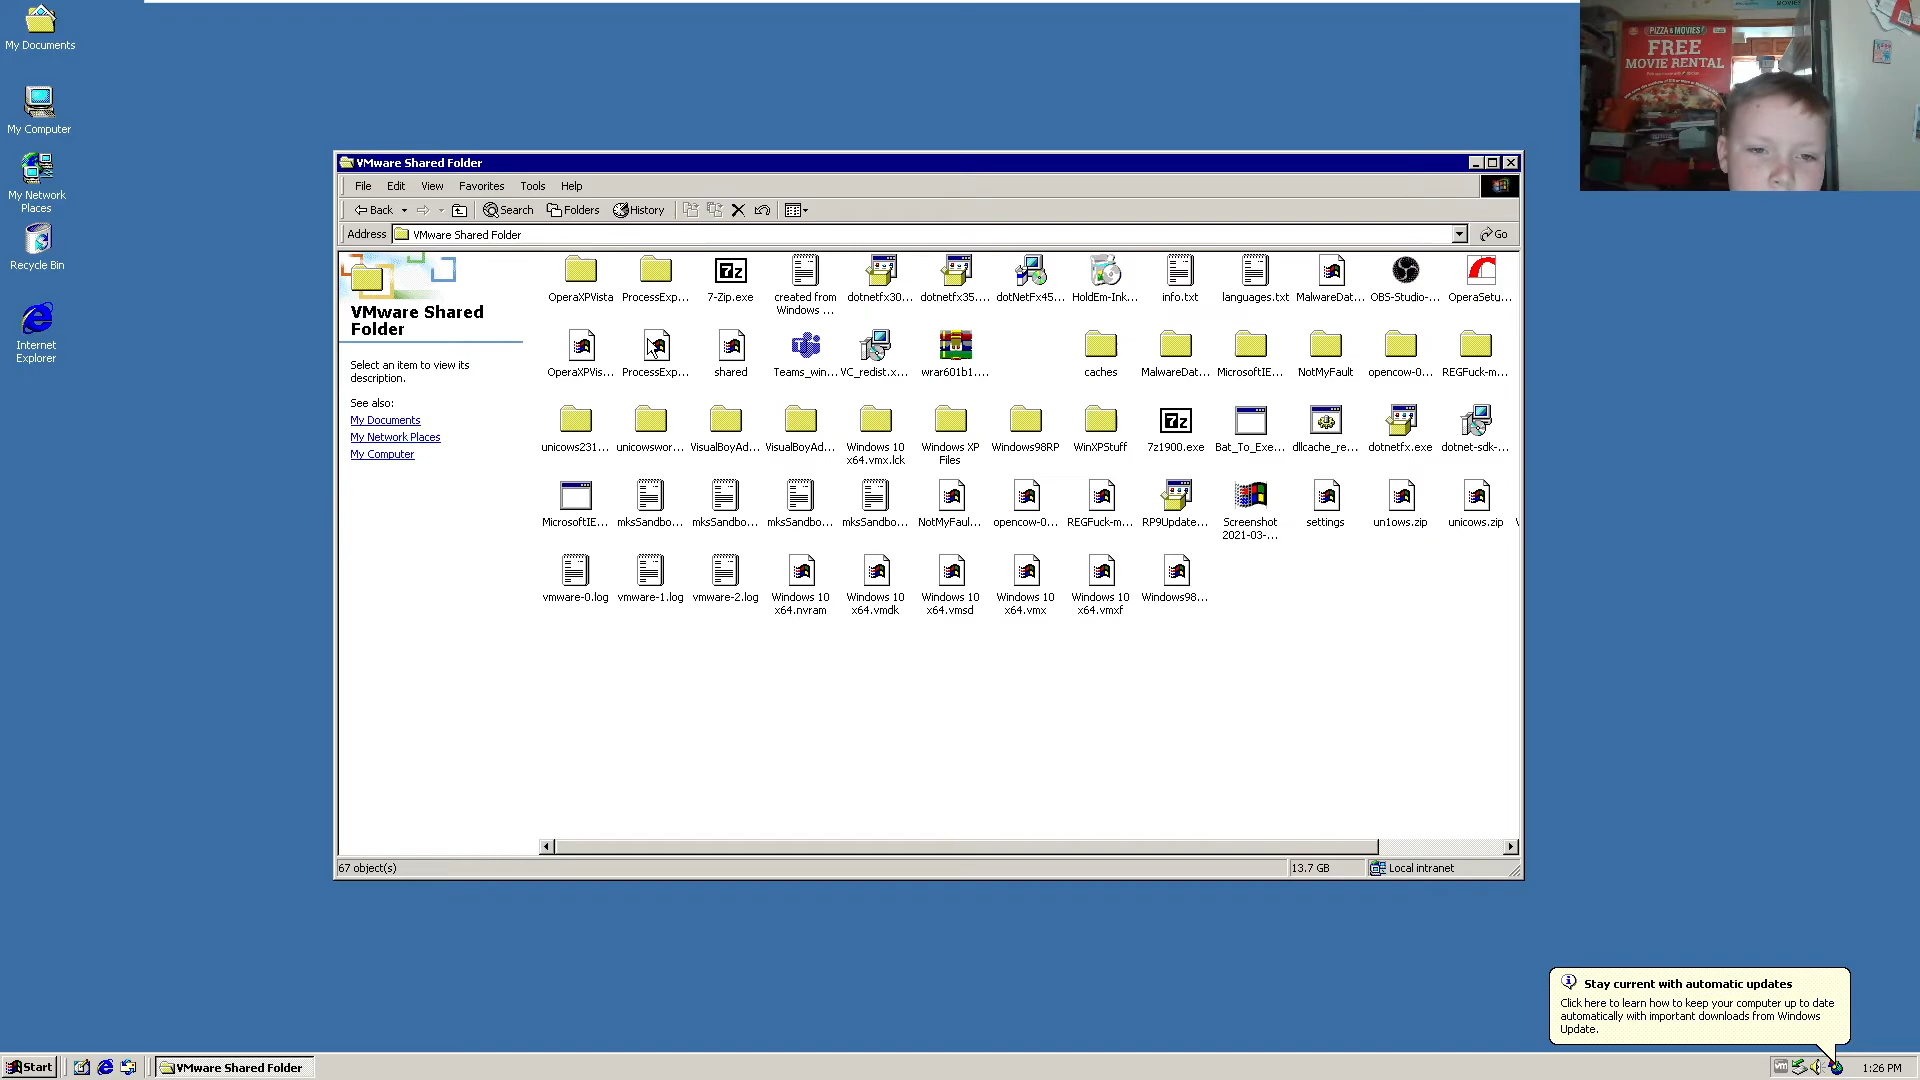 My Documents
My Computer
My Network
Places
Recycle Bin
Internet
Explorer
PIZZA & MOVIES!
FREE
MOVIE RENTAL
VMware Shared Folder
File Edit View Favorites Tools Help
Back Search Folders History
Address VMware Shared Folder Go
VMware Shared
Folder
Select an item to view its
description.
See also:
My Documents
My Network Places
My Computer
OperaXPVista ProcessExp... 7-Zip.exe created from dotnetfx30... dotnetfx35.... dotNetFx45... HoldEm-Ink... info.txt languages.txt MalwareDat... OBS-Studio-... OperaSetu...
Windows ...
OperaXPVis... ProcessExp... shared Teams_win... VC_redist.x... wrar601b1.... caches MalwareDat... MicrosoftIE... NotMyFault opencow-0... REGFuck-m...
unicows231... unicowswor... VisualBoyAd... VisualBoyAd... Windows 10 Windows XP Windows98RP WinXPStuff 7z1900.exe Bat_To_Exe... dllcache_re... dotnetfx.exe dotnet-sdk-...
x64.vmx.lck Files
MicrosoftIE... mksSandbo... mksSandbo... mksSandbo... mksSandbo... NotMyFaul... opencow-0... REGFuck-m... RP9Update... Screenshot settings un1ows.zip unicows.zip
2021-03-...
vmware-0.log vmware-1.log vmware-2.log Windows 10 Windows 10 Windows 10 Windows 10 Windows 10 Windows98...
x64.nvram x64.vmdk x64.vmsd x64.vmx x64.vmxf
67 object(s) 13.7 GB Local intranet
Stay current with automatic updates
Click here to learn how to keep your computer up to date
automatically with important downloads from Windows
Update.
Start VMware Shared Folder vm 1:26 PM